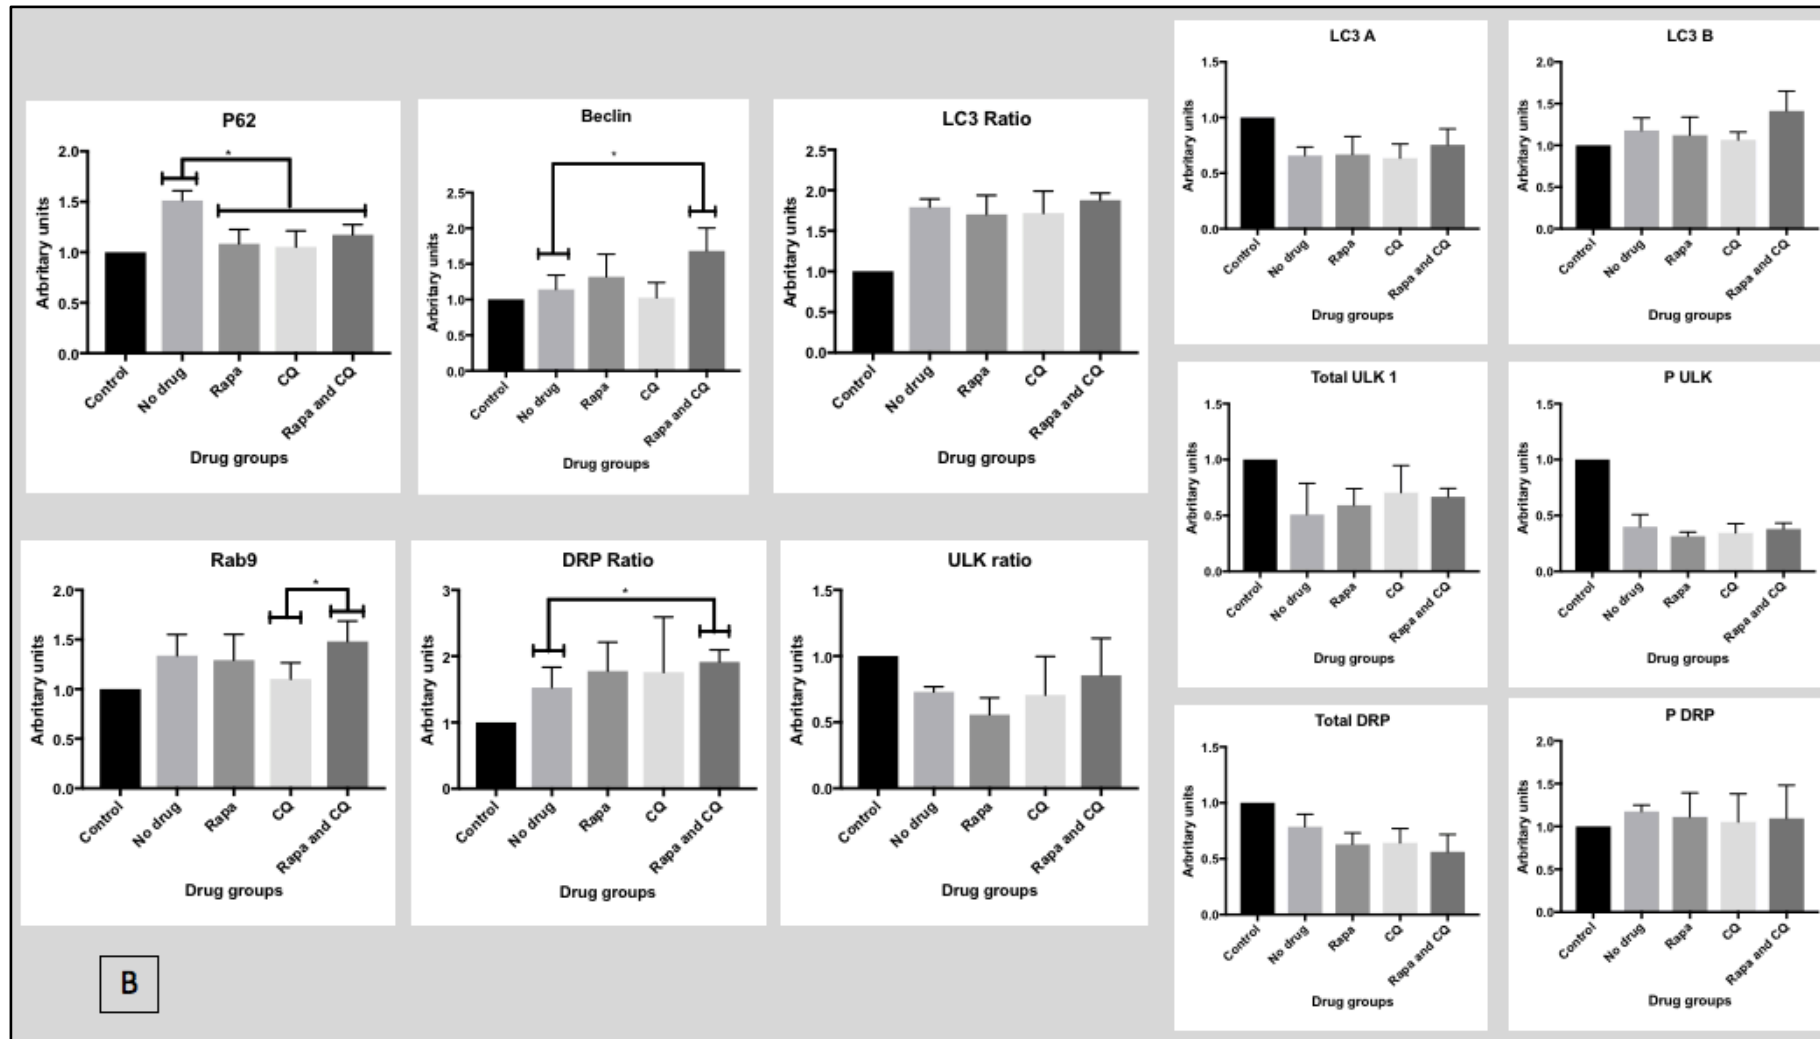 P62
Arbritary units
2.0
1.5
1.0
0.5
0.0
*
Control
No drug
Rapa
CQ
Rapa and CQ
Drug groups
Beclin
Arbritary units
2.5
2.0
1.5
1.0
0.5
0.0
*
Control
No drug
Rapa
CQ
Rapa and CQ
Drug groups
LC3 Ratio
Arbritary units
2.5
2.0
1.5
1.0
0.5
0.0
Control
No drug
Rapa
CQ
Rapa and CQ
Drug groups
LC3 A
Arbritary units
1.5
1.0
0.5
0.0
Control
No drug
Rapa
CQ
Rapa and CQ
Drug groups
LC3 B
Arbritary units
2.0
1.5
1.0
0.5
0.0
Control
No drug
Rapa
CQ
Rapa and CQ
Drug groups
Total ULK 1
Arbritary units
1.5
1.0
0.5
0.0
Control
No drug
Rapa
CQ
Rapa and CQ
Drug groups
P ULK
Arbritary units
1.5
1.0
0.5
0.0
Control
No drug
Rapa
CQ
Rapa and CQ
Drug groups
Rab9
Arbritary units
2.0
1.5
1.0
0.5
0.0
*
Control
No drug
Rapa
CQ
Rapa and CQ
Drug groups
DRP Ratio
Arbritary units
3
2
1
0
*
Control
No drug
Rapa
CQ
Rapa and CQ
Drug groups
ULK ratio
Arbritary units
1.5
1.0
0.5
0.0
Control
No drug
Rapa
CQ
Rapa and CQ
Drug groups
Total DRP
Arbritary units
1.5
1.0
0.5
0.0
Control
No drug
Rapa
CQ
Rapa and CQ
Drug groups
P DRP
Arbritary units
2.0
1.5
1.0
0.5
0.0
Control
No drug
Rapa
CQ
Rapa and CQ
Drug groups
B